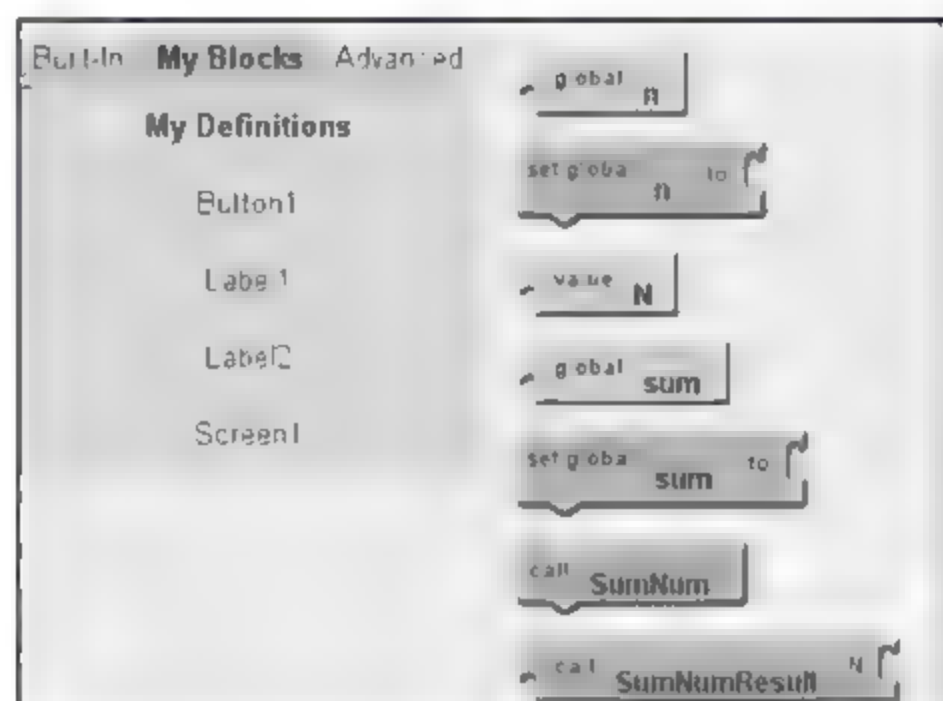 Built-In My Blocks Advanced
My Definitions
Button1
Label1
Label2
Screen1
global n
set global n to
value N
global sum
set global sum to
call SumNum
call SumNumResult N